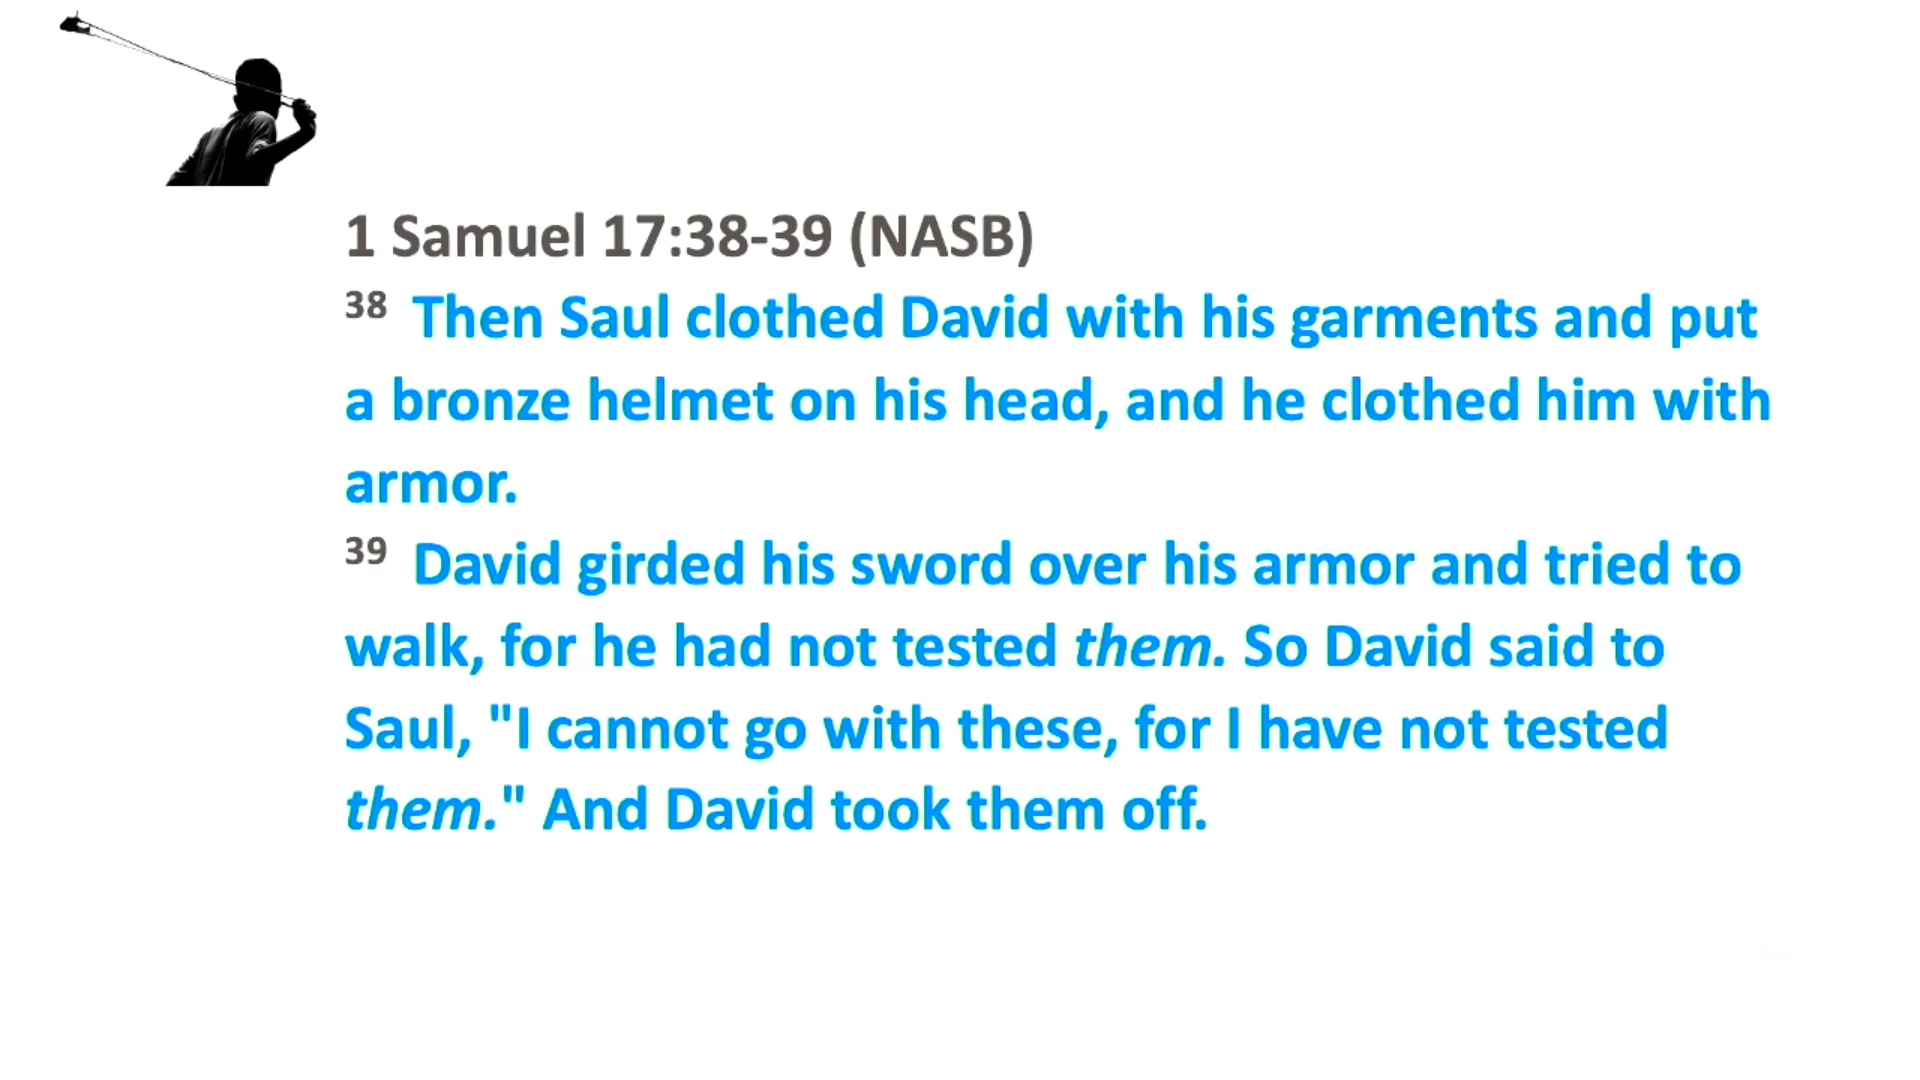 1 Samuel 17:38-39 (NASB)
38 Then Saul clothed David with his garments and put
a bronze helmet on his head, and he clothed him with
armor.
39 David girded his sword over his armor and tried to
walk, for he had not tested them. So David said to
Saul, "I cannot go with these, for I have not tested
them." And David took them off.